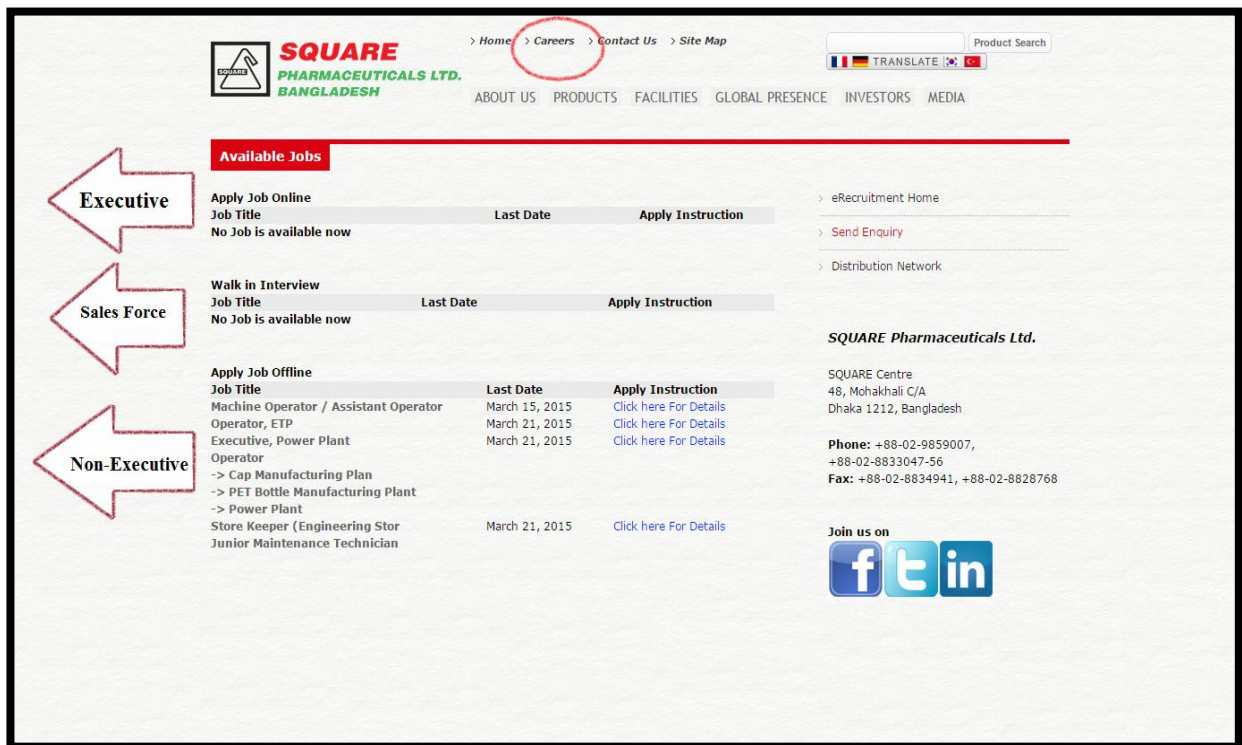 > Home > Careers > Contact Us > Site Map
Product Search
SQUARE
SQUARE
PHARMACEUTICALS LTD.
BANGLADESH
TRANSLATE
ABOUT US PRODUCTS FACILITIES GLOBAL PRESENCE INVESTORS MEDIA
Available Jobs
Executive
Apply Job Online
Job Title Last Date Apply Instruction
No Job is available now
Sales Force
Walk in Interview
Job Title Last Date Apply Instruction
No Job is available now
Non-Executive
Apply Job Offline
Job Title Last Date Apply Instruction
Machine Operator / Assistant Operator March 15, 2015 Click here For Details
Operator, ETP March 21, 2015 Click here For Details
Executive, Power Plant March 21, 2015 Click here For Details
Operator
-> Cap Manufacturing Plan
-> PET Bottle Manufacturing Plant
-> Power Plant
Store Keeper (Engineering Stor March 21, 2015 Click here For Details
Junior Maintenance Technician
> eRecruitment Home
> Send Enquiry
> Distribution Network
SQUARE Pharmaceuticals Ltd.
SQUARE Centre
48, Mohakhali C/A
Dhaka 1212, Bangladesh
Phone: +88-02-9859007,
+88-02-8833047-56
Fax: +88-02-8834941, +88-02-8828768
Join us on
f t in